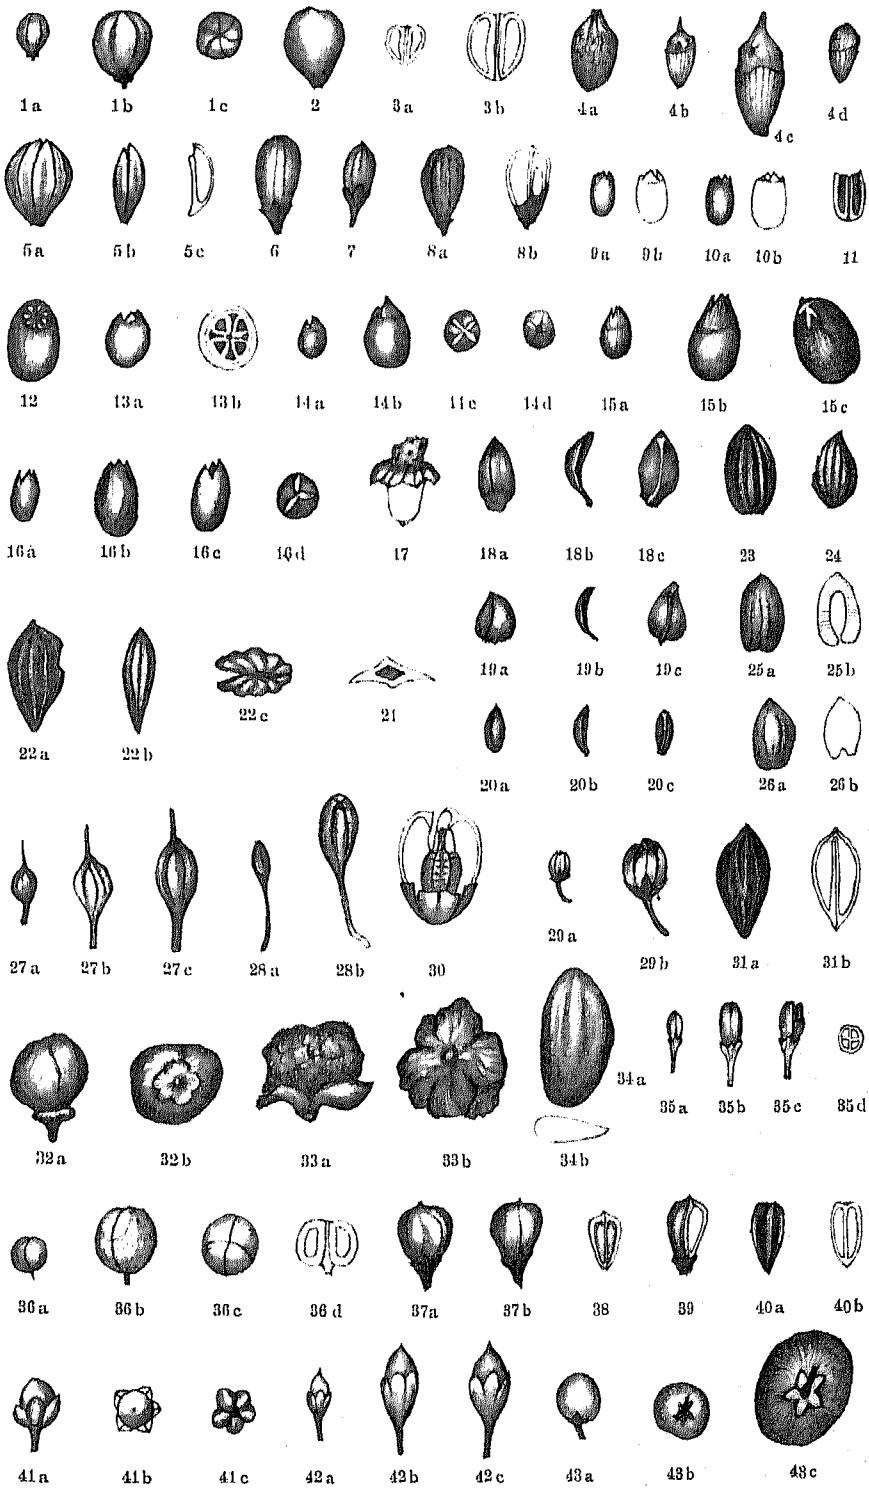 1a 1b 1c 2 3a 3b 4a 4b 4c 4d
5a 5b 5c 6 7 8a 8b 9a 9b 10a 10b 11
12 13a 13b 14a 14b 14c 14d 15a 15b 15c
16a 16b 16c 16d 17 18a 18b 18c 23 24
19a 19b 19c 25a 25b
22a 22b 22c 21
20a 20b 20c 26a 26b
27a 27b 27c 28a 28b 30 29a 29b 31a 31b
32a 32b 33a 33b 34a 34b 35a 35b 35c 35d
36a 36b 36c 36d 37a 37b 38 39 40a 40b
41a 41b 41c 42a 42b 42c 43a 43b 43c